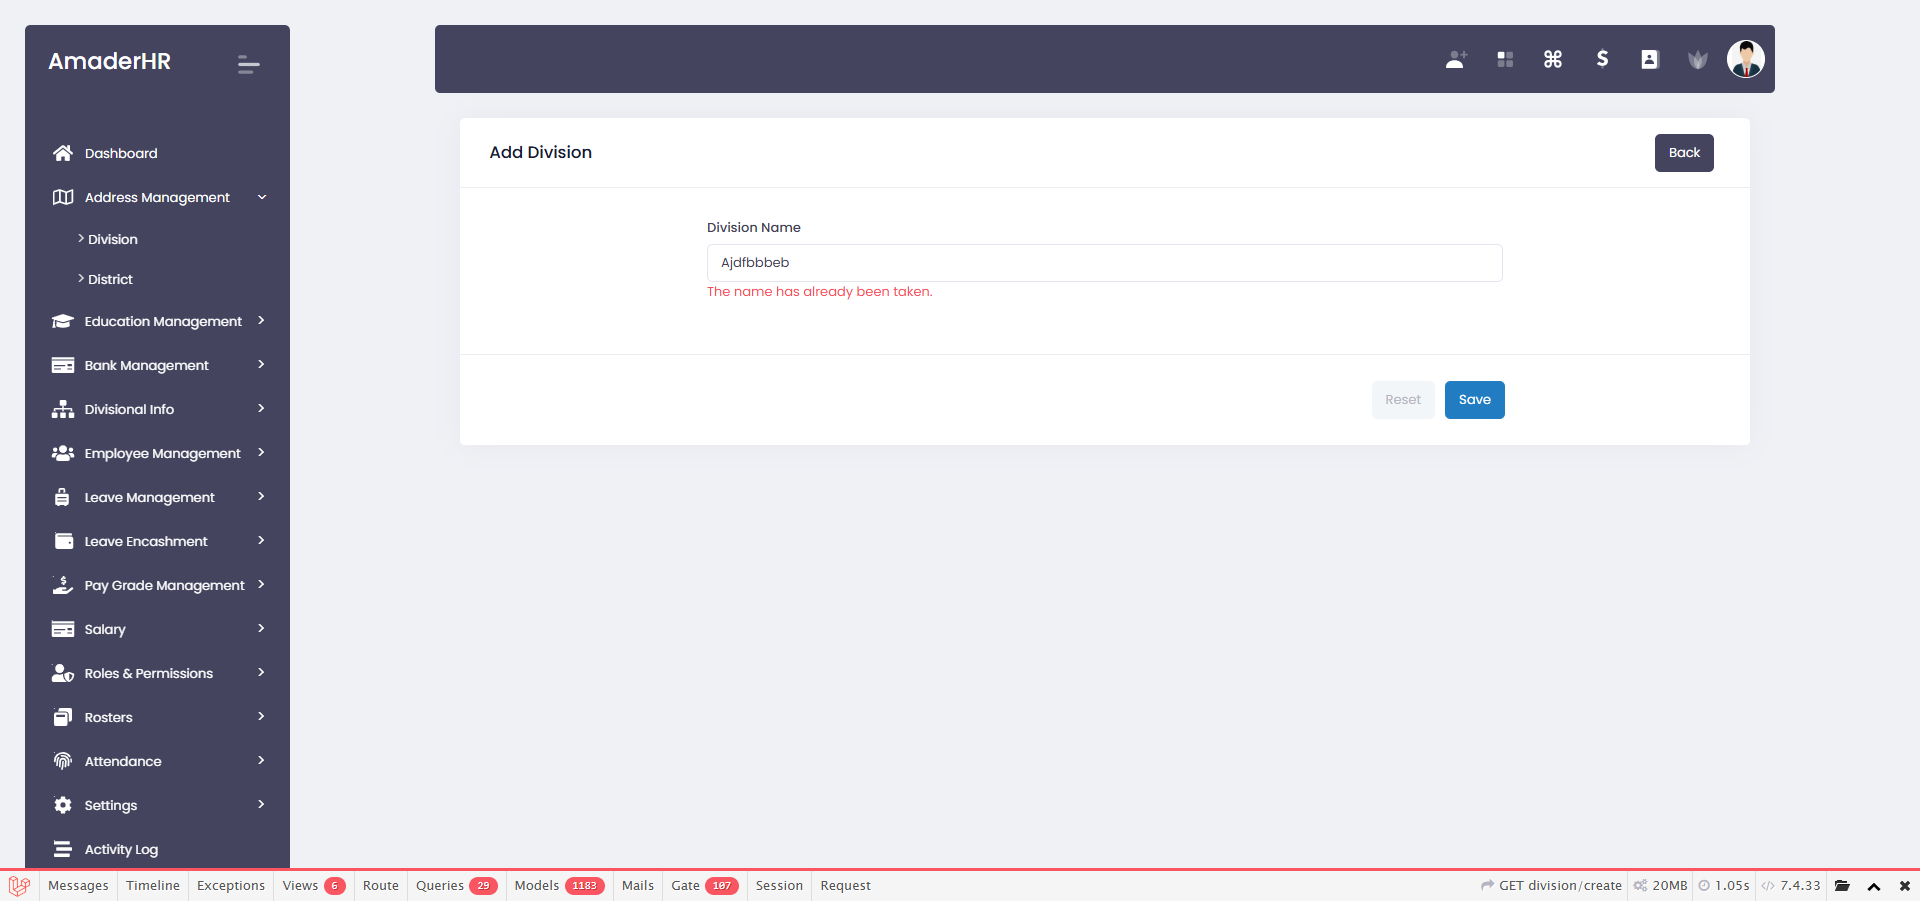 AmaderHR
Dashboard
Address Management
Division
District
Education Management
Bank Management
Divisional Info
Employee Management
Leave Management
Leave Encashment
Pay Grade Management
Salary
Roles & Permissions
Rosters
Attendance
Settings
Activity Log
Add Division
Back
Division Name
Ajdfbbbeb
The name has already been taken.
Reset Save
Messages Timeline Exceptions Views 6 Route Queries 29 Models 1183 Mails Gate 107 Session Request GET division/create 20MB 1.05s 7.4.33